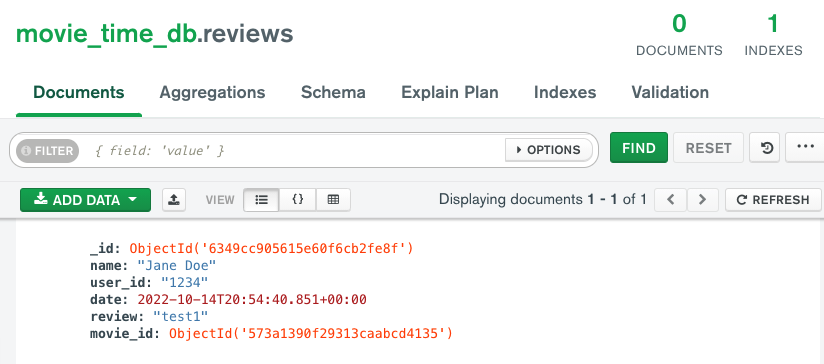 movie_time_db.reviews
0 1
DOCUMENTS INDEXES
Documents Aggregations Schema Explain Plan Indexes Validation
FILTER { field: 'value' } OPTIONS FIND RESET
ADD DATA VIEW {} Displaying documents 1 - 1 of 1 REFRESH
_id: ObjectId('6349cc905615e60f6cb2fe8f')
name: "Jane Doe"
user_id: "1234"
date: 2022-10-14T20:54:40.851+00:00
review: "test1"
movie_id: ObjectId('573a1390f29313caabcd4135')